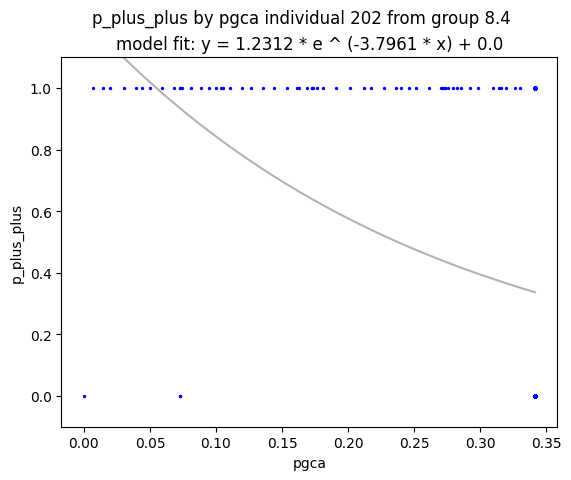 p_plus_plus by pgca individual 202 from group 8.4
model fit: y = 1.2312 * e ^ (-3.7961 * x) + 0.0
1.0
0.8
0.6
0.4
0.2
0.0
p_plus_plus
0.00 0.05 0.10 0.15 0.20 0.25 0.30 0.35
pgca